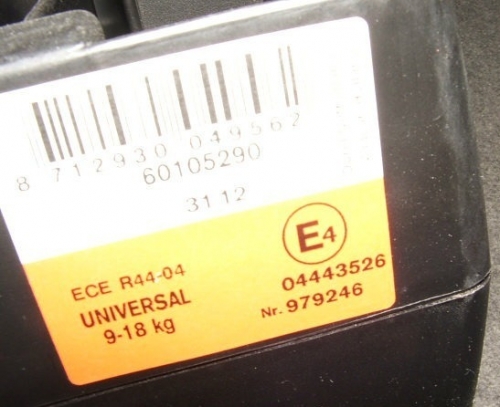 8 712930 049562
60105290
31 12
ECE R44-04
UNIVERSAL
9-18 kg
E4
04443526
Nr. 979246